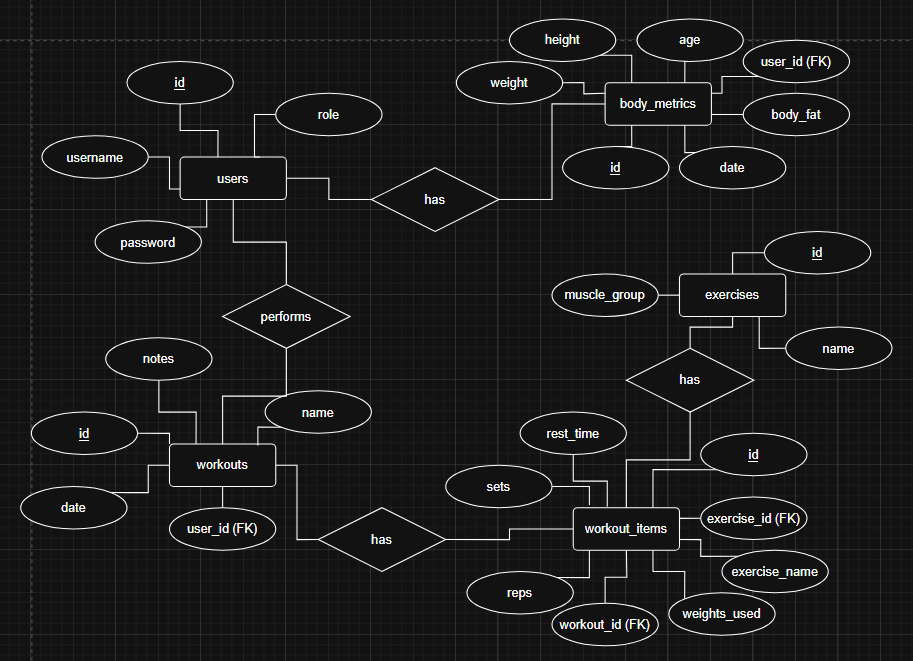 height
age
user_id (FK)
id
weight
body_metrics
role
body_fat
username
users
id
date
has
password
id
muscle_group
exercises
performs
name
notes
has
name
id
rest_time
id
workouts
sets
date
user_id (FK)
workout_items
exercise_id (FK)
has
exercise_name
reps
weights_used
workout_id (FK)